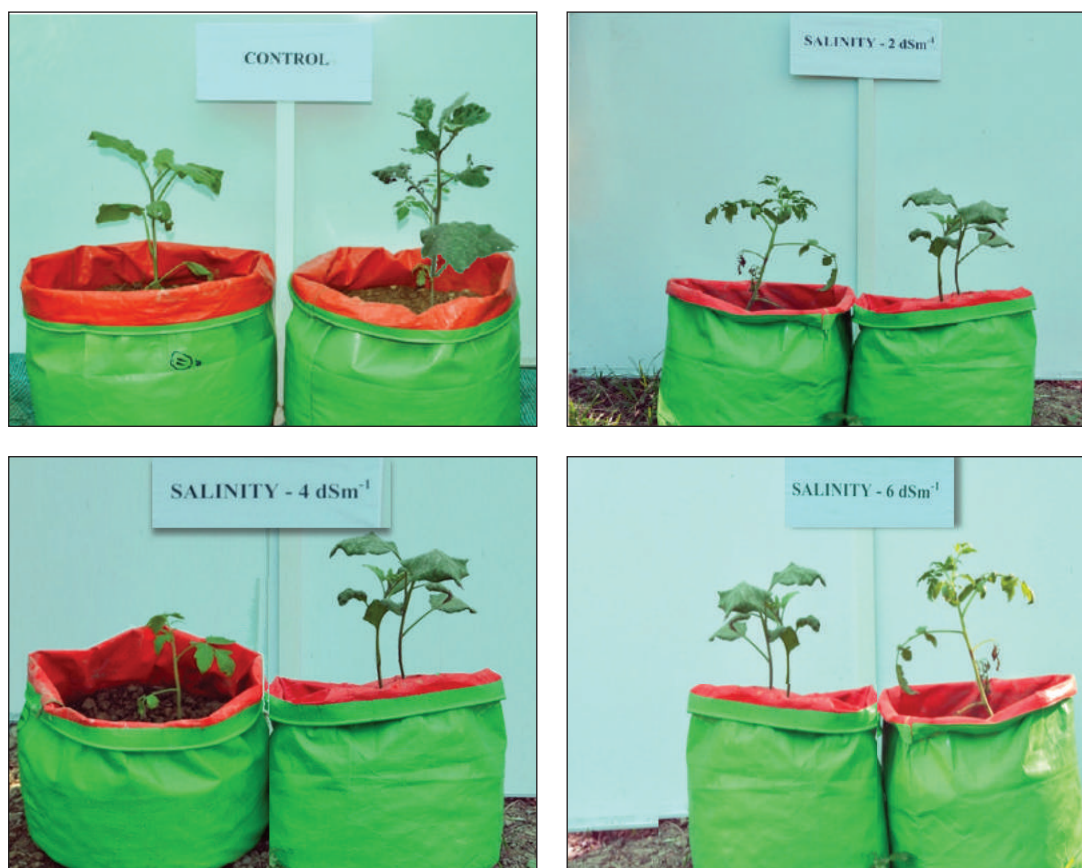 CONTROL
SALINITY - 2 dSm⁻¹
SALINITY - 4 dSm⁻¹
SALINITY - 6 dSm⁻¹